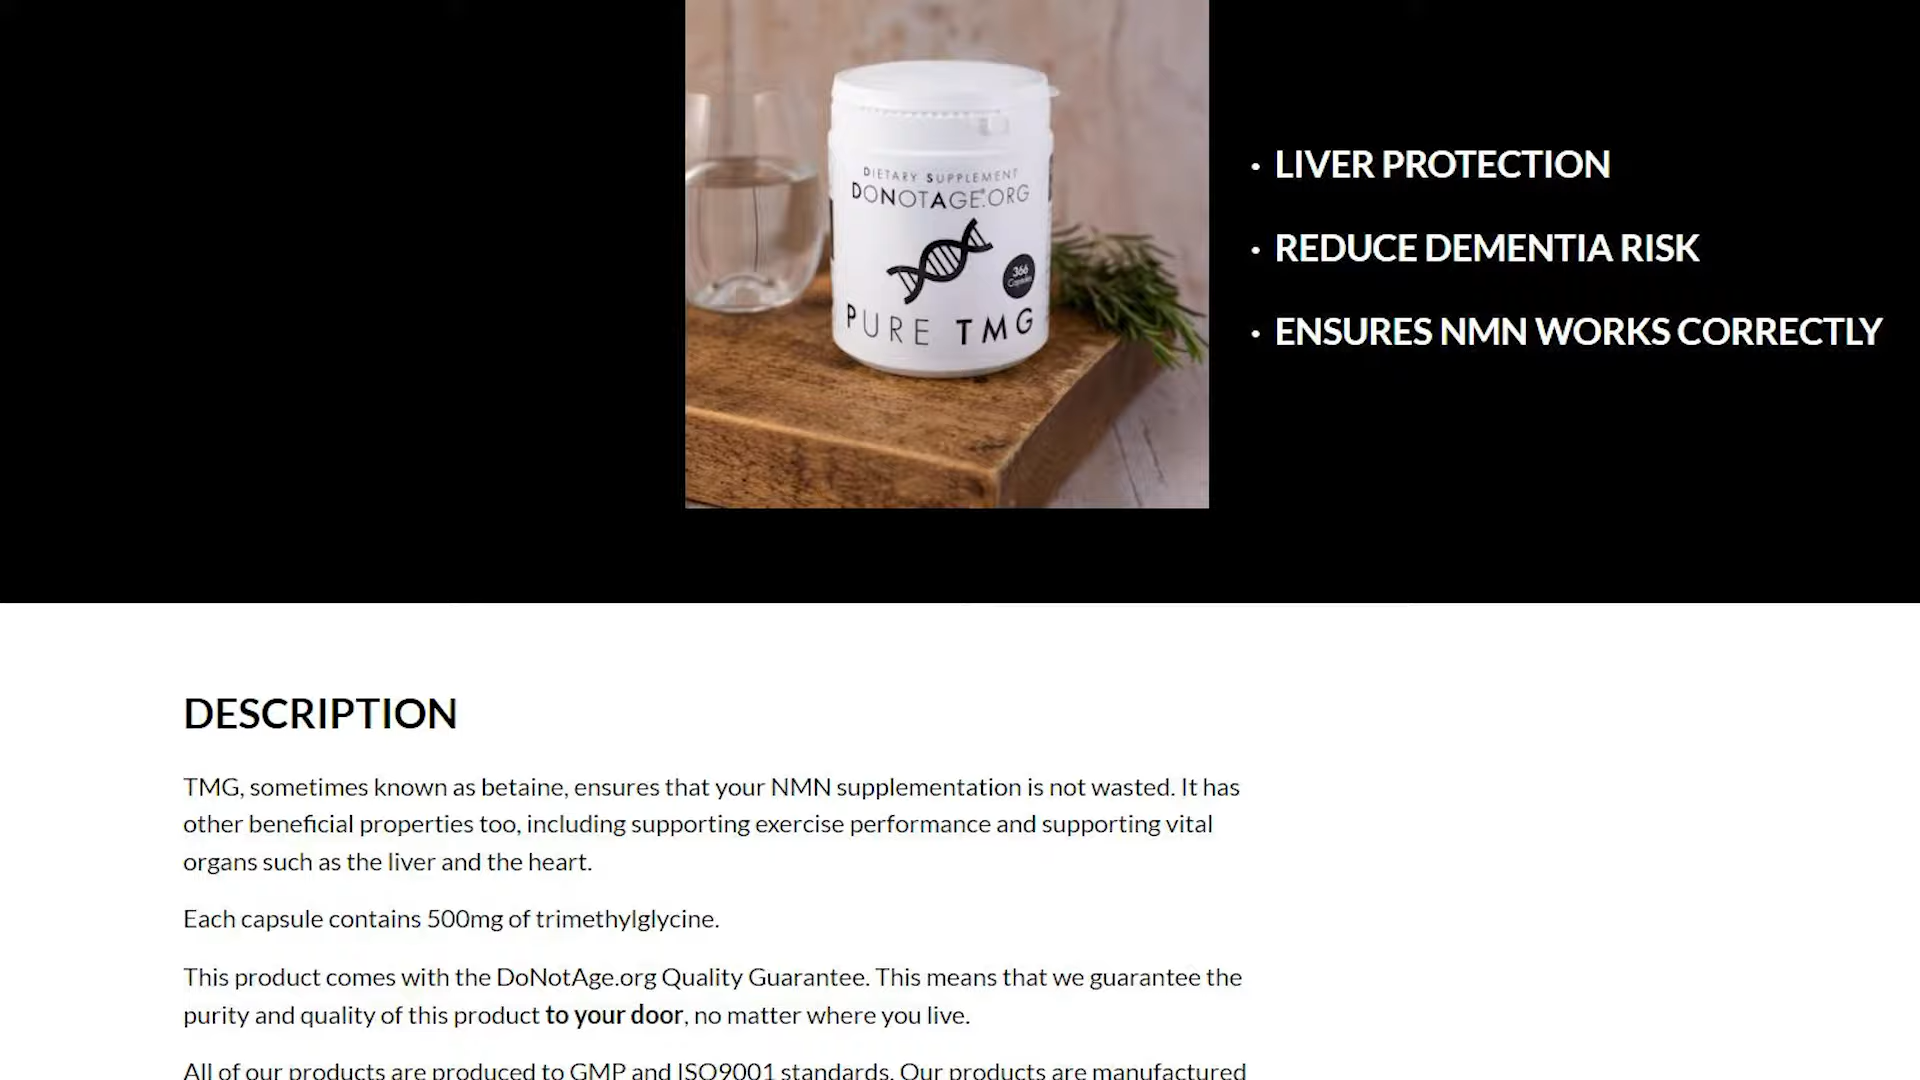 DIETARY SUPPLEMENT
DONOTAGE.ORG
366
Capsules
PURE TMG
• LIVER PROTECTION
• REDUCE DEMENTIA RISK
• ENSURES NMN WORKS CORRECTLY
DESCRIPTION
TMG, sometimes known as betaine, ensures that your NMN supplementation is not wasted. It has
other beneficial properties too, including supporting exercise performance and supporting vital
organs such as the liver and the heart.
Each capsule contains 500mg of trimethylglycine.
This product comes with the DoNotAge.org Quality Guarantee. This means that we guarantee the
purity and quality of this product to your door, no matter where you live.
All of our products are produced to GMP and ISO9001 standards. Our products are manufactured